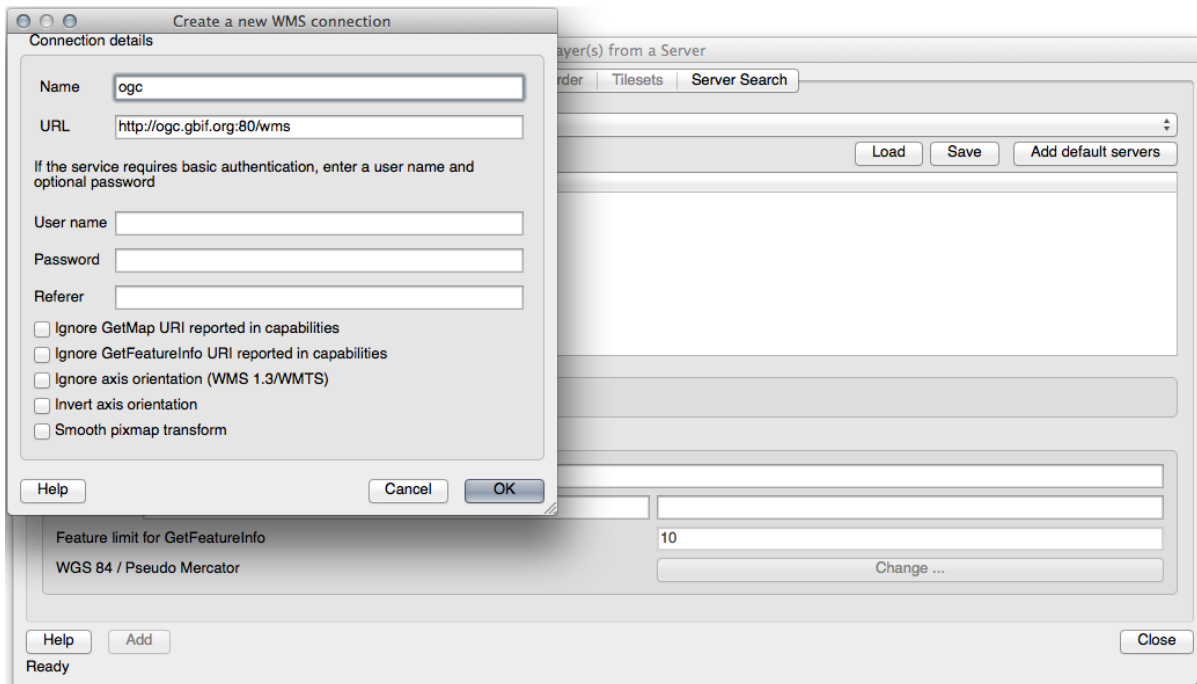 Create a new WMS connection
Connection details
Name ogc
URL http://ogc.gbif.org:80/wms
If the service requires basic authentication, enter a user name and
optional password
User name
Password
Referer
Ignore GetMap URI reported in capabilities
Ignore GetFeatureInfo URI reported in capabilities
Ignore axis orientation (WMS 1.3/WMTS)
Invert axis orientation
Smooth pixmap transform
Help Cancel OK
from a Server
Tilesets Server Search
Load Save Add default servers
Feature limit for GetFeatureInfo 10
WGS 84 / Pseudo Mercator Change ...
Help Add Close
Ready